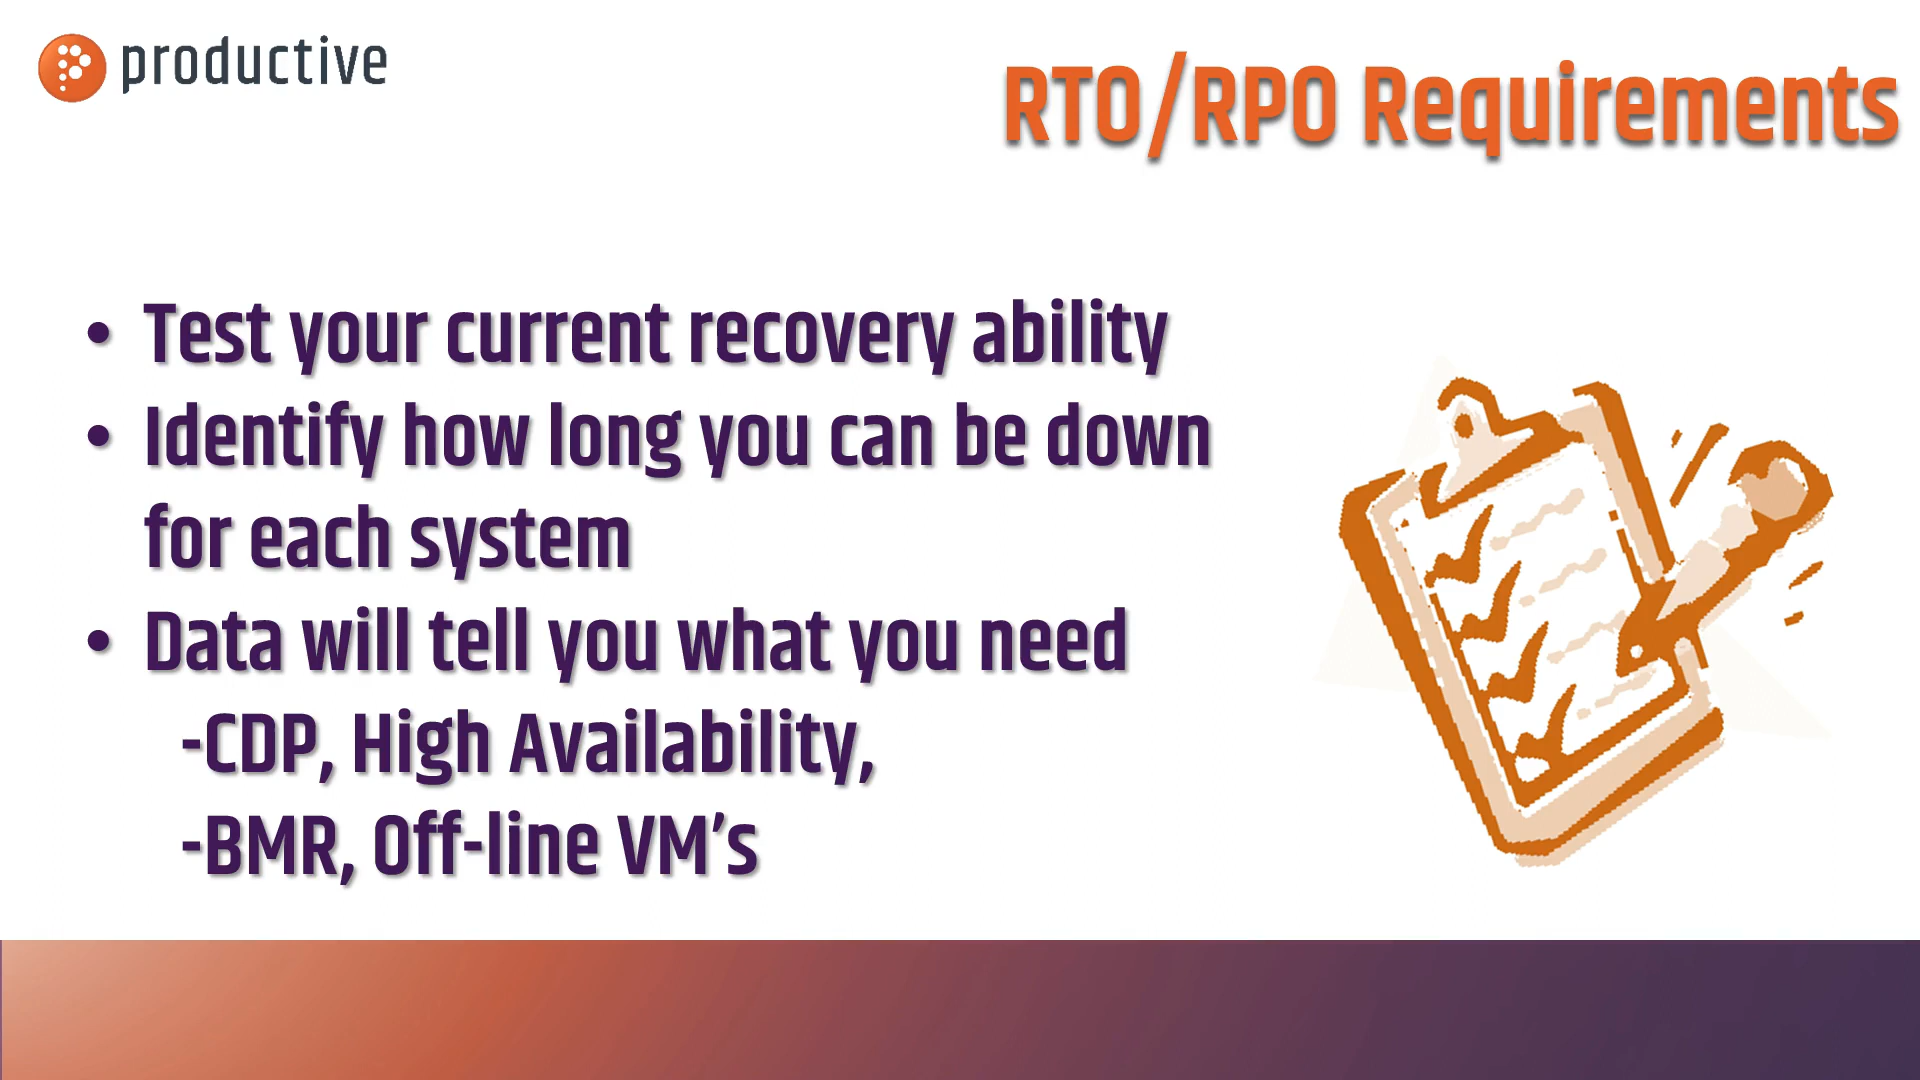 productive
RTO/RPO Requirements
• Test your current recovery ability
• Identify how long you can be down
for each system
• Data will tell you what you need
-CDP, High Availability,
-BMR, Off-line VM’s